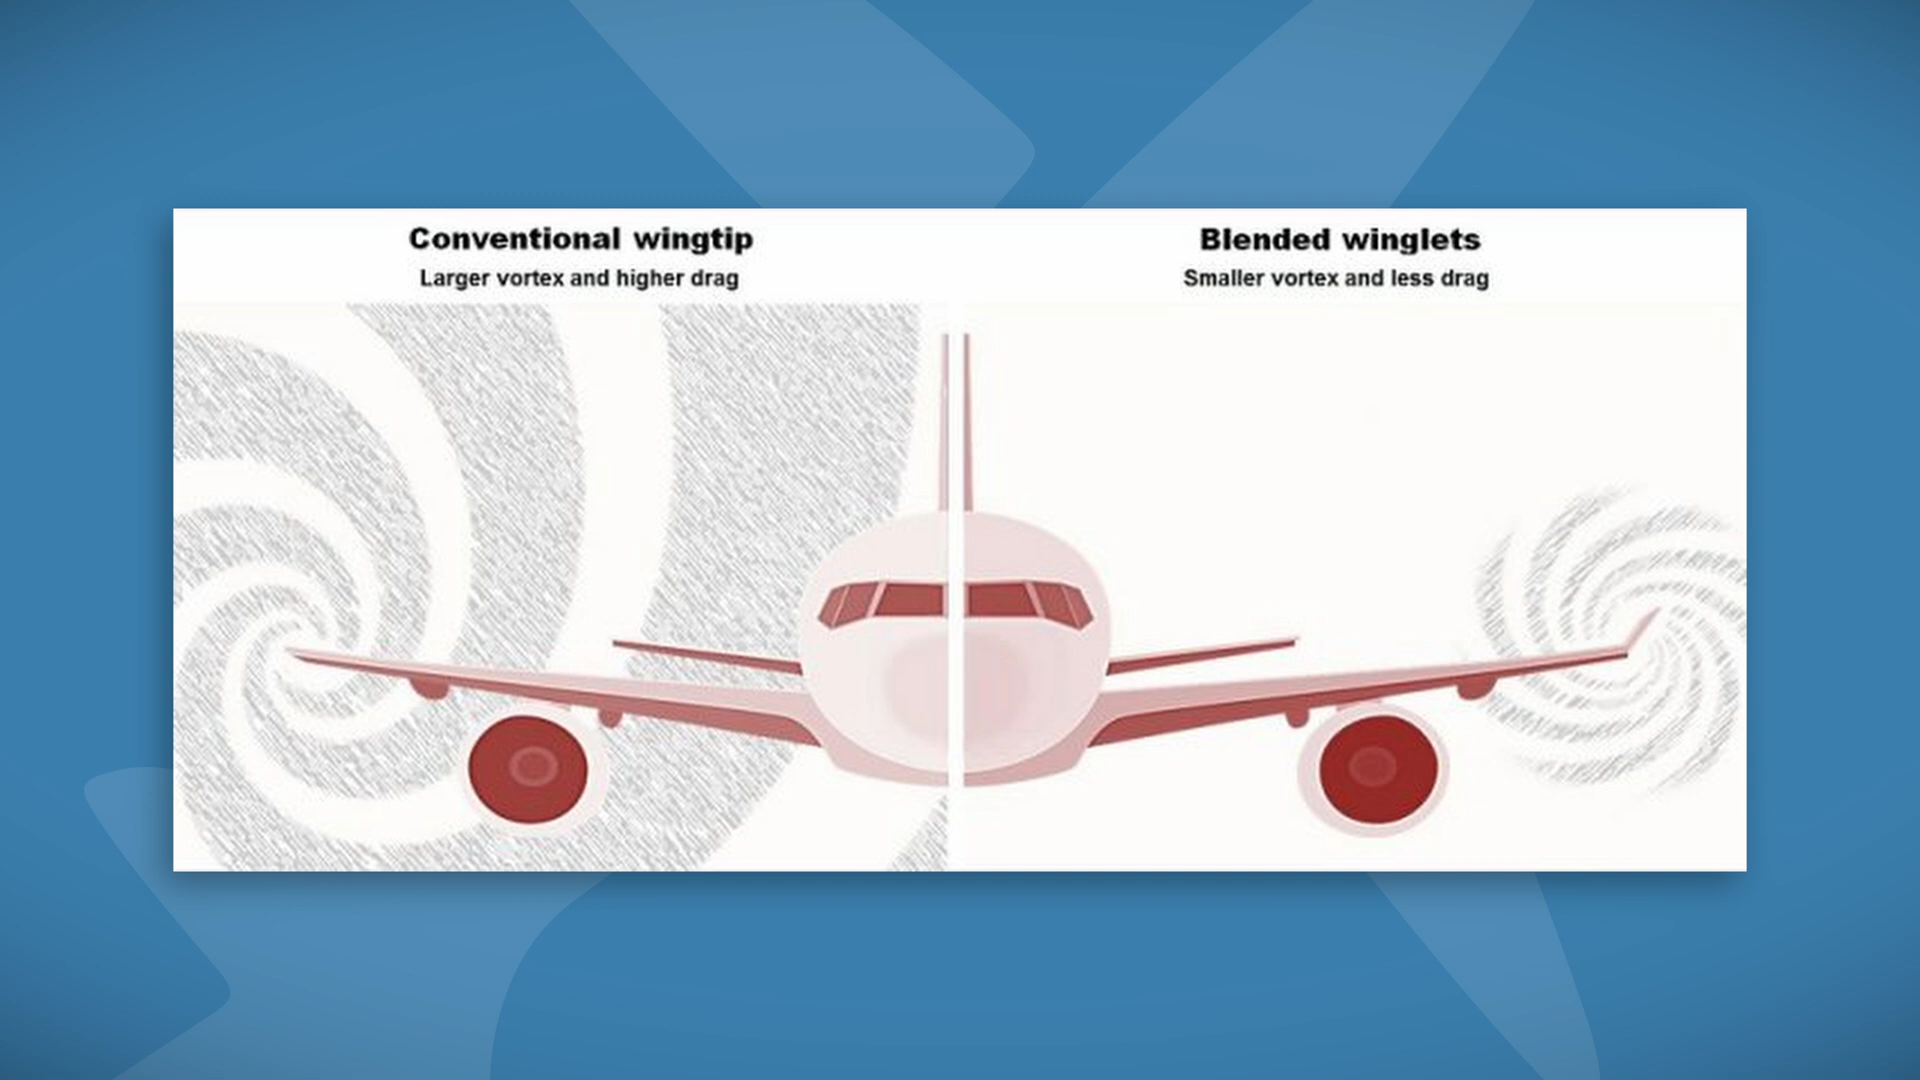 Conventional wingtip
Larger vortex and higher drag
Blended winglets
Smaller vortex and less drag